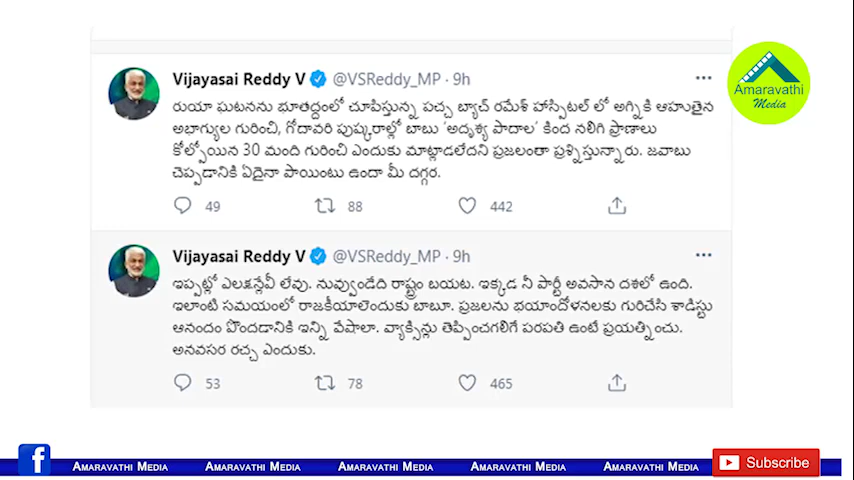 Vijayasai Reddy V @VSReddy_MP · 9h
రుయా ఘటనను భూతద్దంలో చూపిస్తున్న పచ్చ బ్యాచ్ రమేశ్ హాస్పిటల్ లో అగ్నికి ఆహుతైన
అభాగ్యుల గురించి, గోదావరి పుష్కరాల్లో బాబు 'అదృశ్య పాదాల' కింద నలిగి ప్రాణాలు
కోల్పోయిన 30 మంది గురించి ఎందుకు మాట్లాడలేదని ప్రజలంతా ప్రశ్నిస్తున్నారు. జవాబు
చెప్పడానికి ఏదైనా పాయింటు ఉందా మీ దగ్గర.
49 88 442
Vijayasai Reddy V @VSReddy_MP · 9h
ఇప్పట్లో ఎలక్షన్లేవీ లేవు. నువ్వుండేది రాష్ట్రం బయట. ఇక్కడ నీ పార్టీ అవసాన దశలో ఉంది.
ఇలాంటి సమయంలో రాజకీయాలెందుకు బాబూ. ప్రజలను భయాందోళనలకు గురిచేసి శాడిస్టు
ఆనందం పొందడానికి ఇన్ని వేషాలా. వ్యాక్సిన్లు తెప్పించగలిగే పరపతి ఉంటే ప్రయత్నించు.
అనవసర రచ్చ ఎందుకు.
53 78 465
Amaravathi
Media
f AMARAVATHI MEDIA AMARAVATHI MEDIA AMARAVATHI MEDIA AMARAVATHI MEDIA AMARAVATHI MEDIA Subscribe